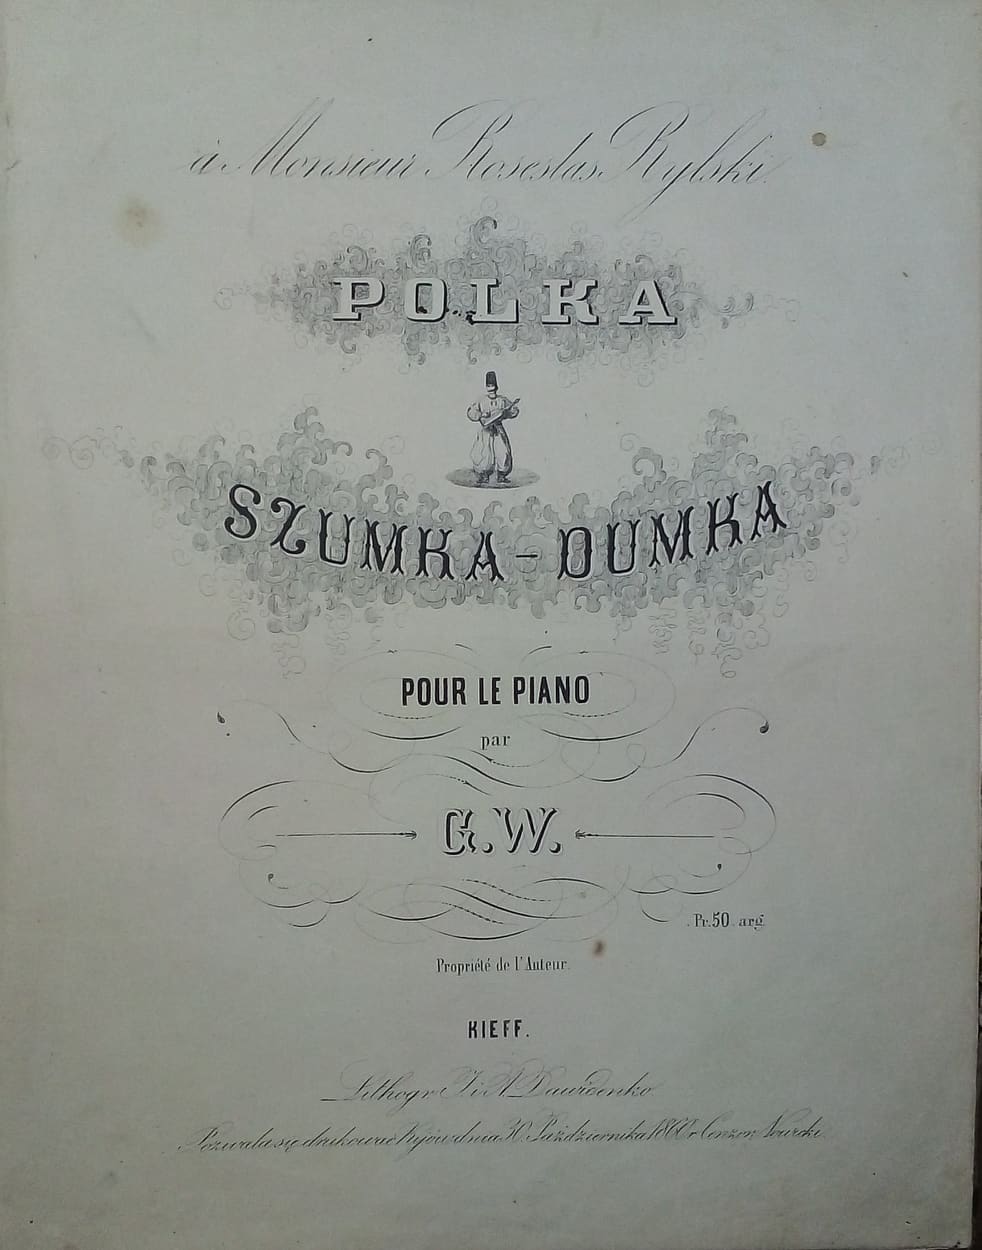 à Monsieur Roseslas Rylski.
POLKA
SZUMKA - DUMKA
POUR LE PIANO
par
G. W.
Pr. 50 arg
Propriété de l'Auteur.
KIEFF.
Lithogr J. i A. Dawidenko
Pozwala się drukować Kijów dnia 30 Października 1860 r Cenzor Nowicki